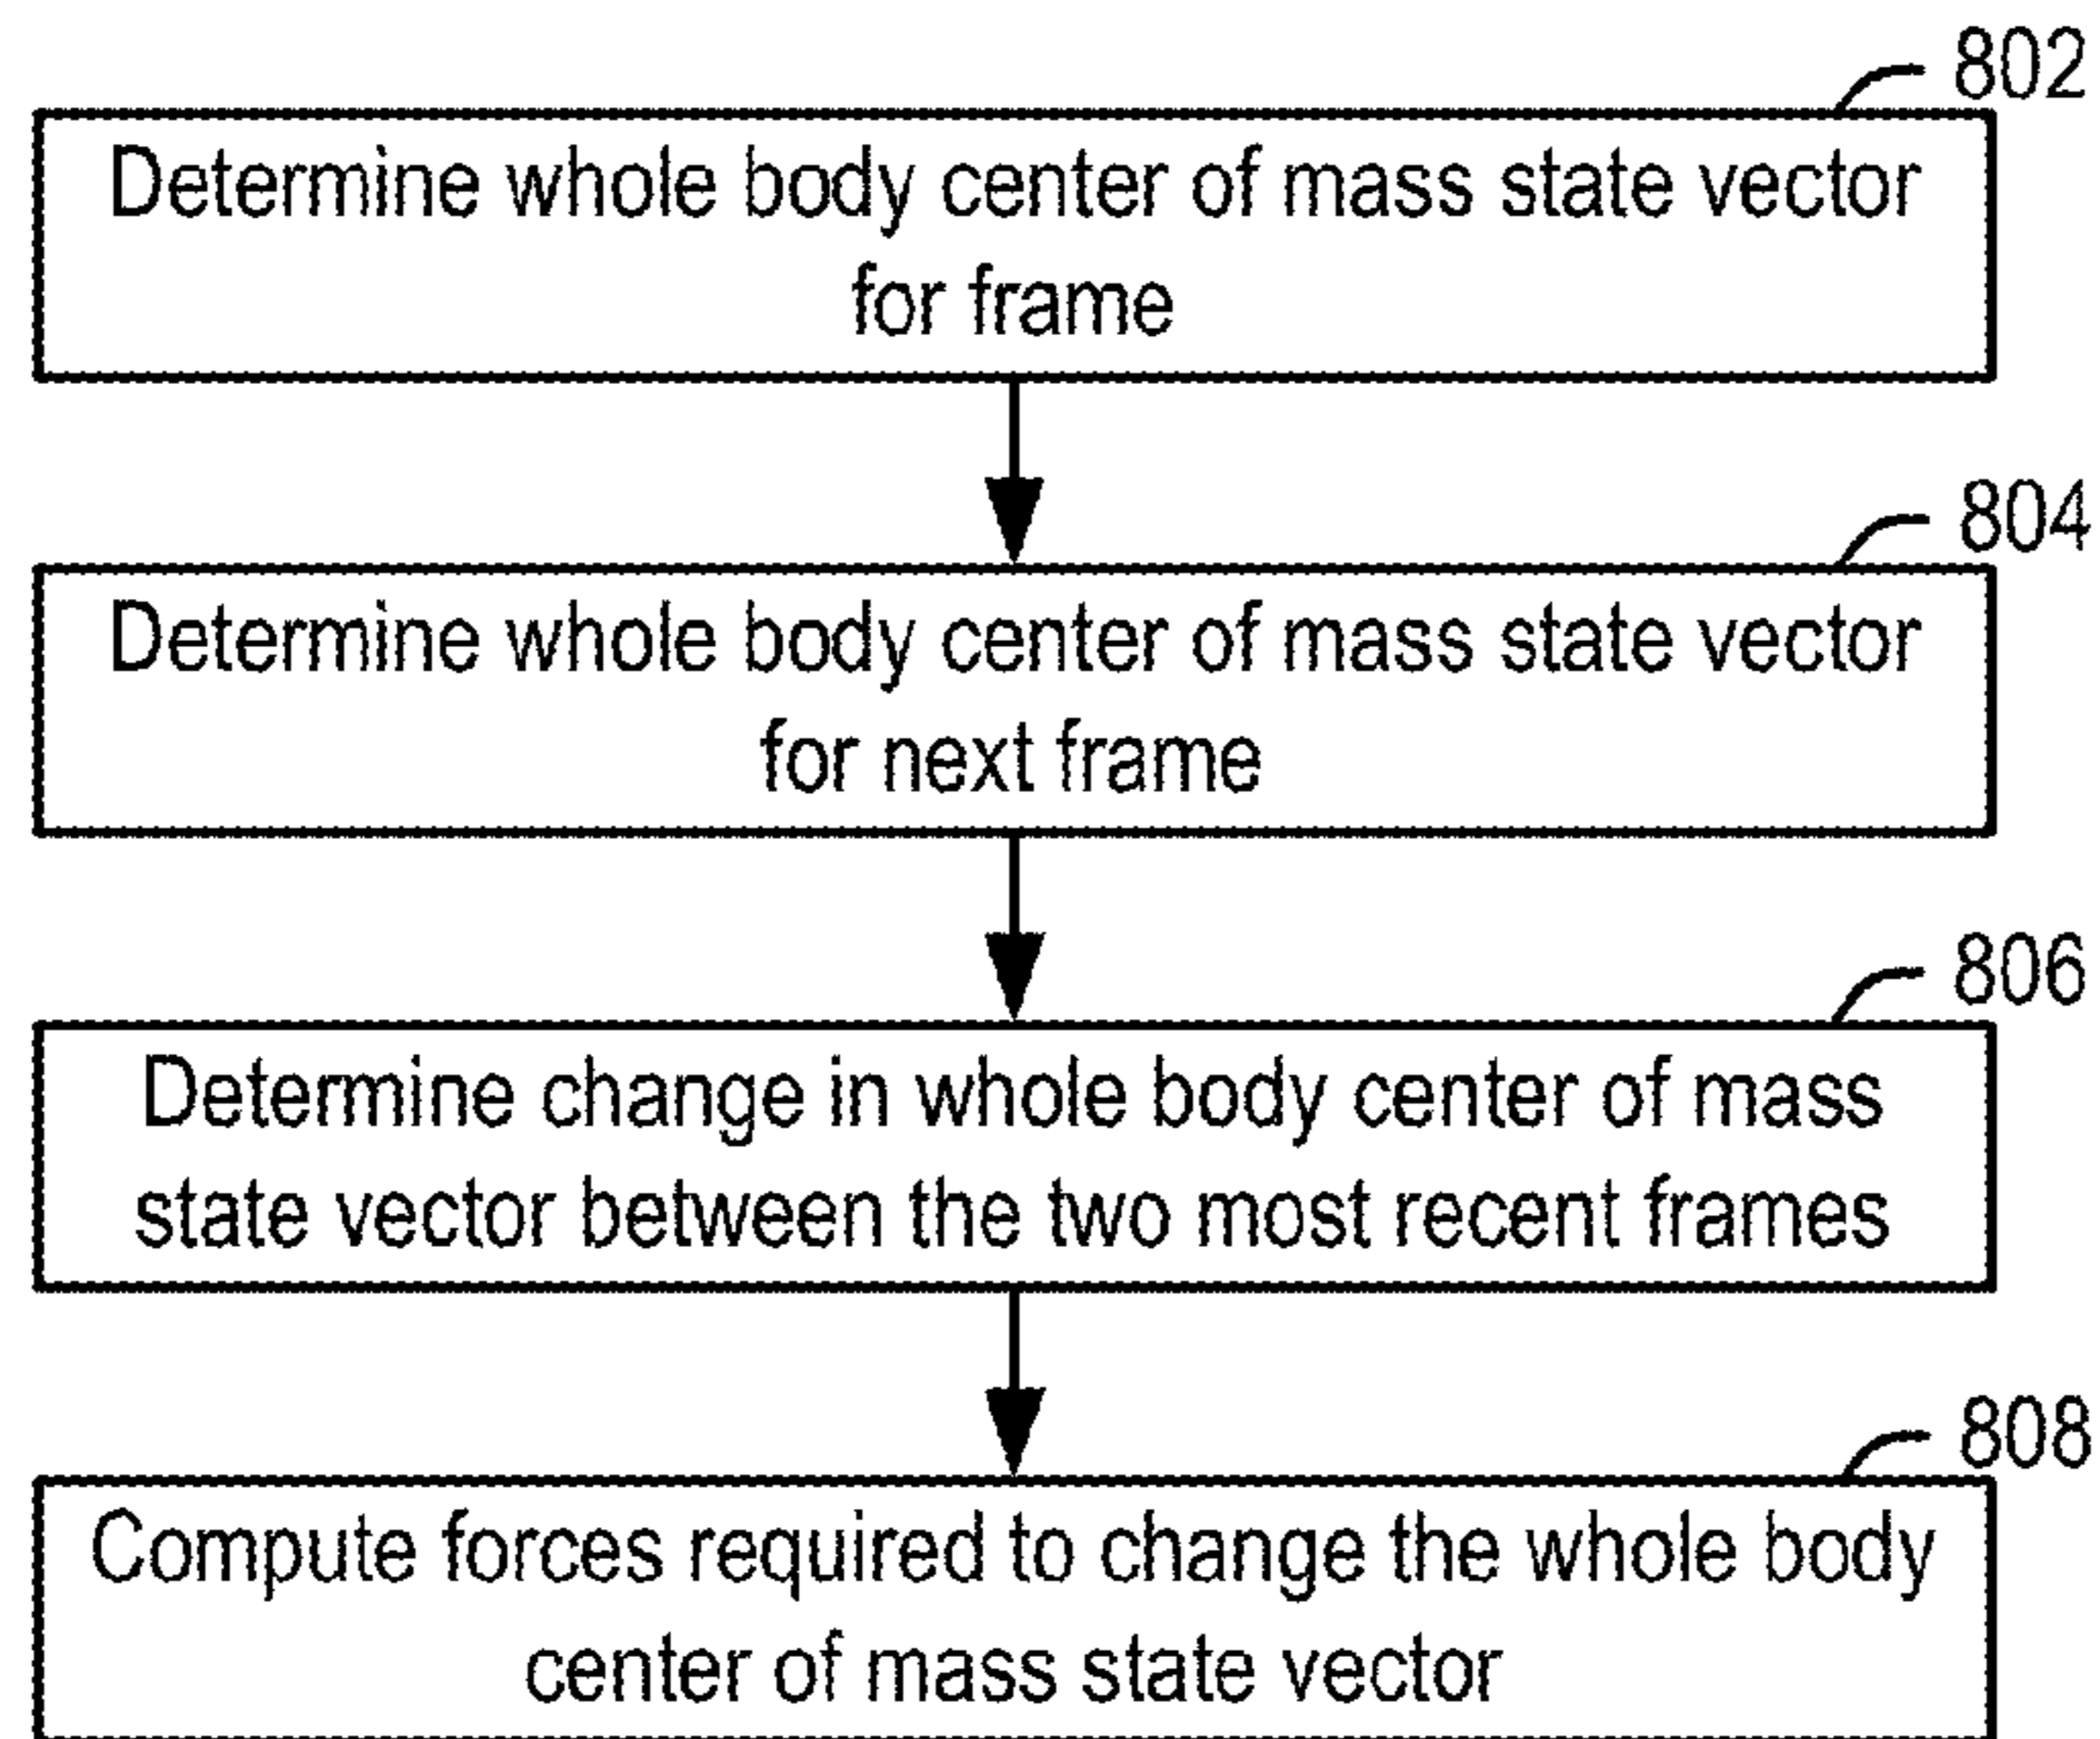 802
Determine whole body center of mass state vector
for frame
804
Determine whole body center of mass state vector
for next frame
806
Determine change in whole body center of mass
state vector between the two most recent frames
808
Compute forces required to change the whole body
center of mass state vector